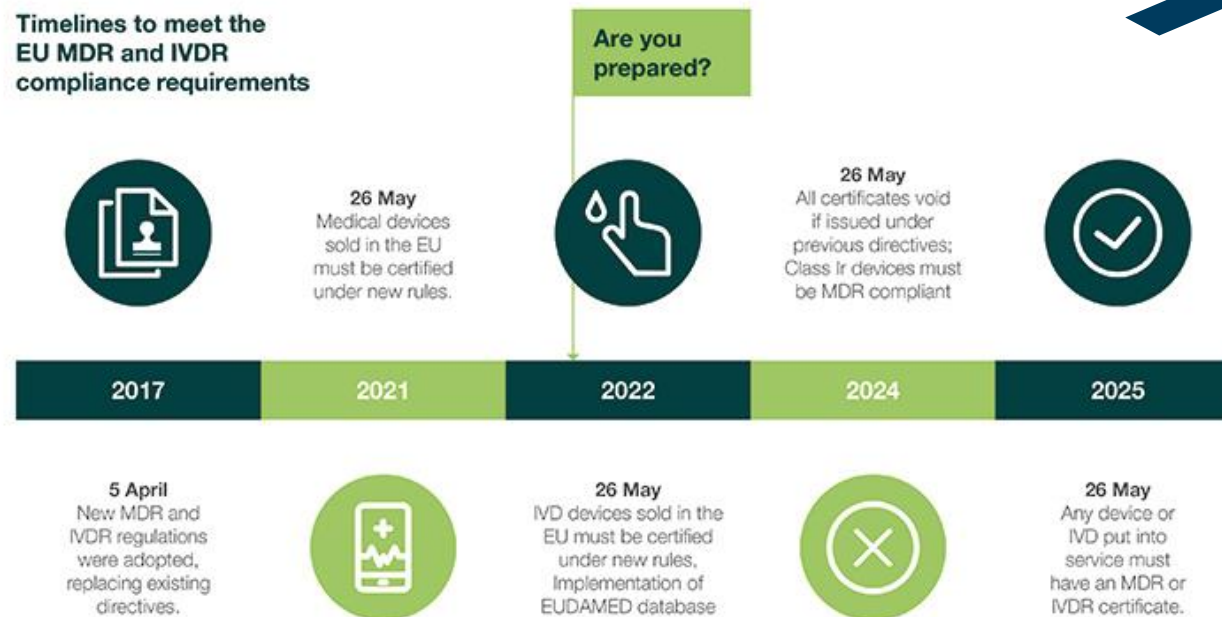 Timelines to meet the
EU MDR and IVDR
compliance requirements
Are you
prepared?
26 May
Medical devices
sold in the EU
must be certified
under new rules.
26 May
All certificates void
if issued under
previous directives;
Class Ir devices must
be MDR compliant
2017
2021
2022
2024
2025
5 April
New MDR and
IVDR regulations
were adopted,
replacing existing
directives.
26 May
IVD devices sold in the
EU must be certified
under new rules,
Implementation of
EUDAMED database
26 May
Any device or
IVD put into
service must
have an MDR or
IVDR certificate.